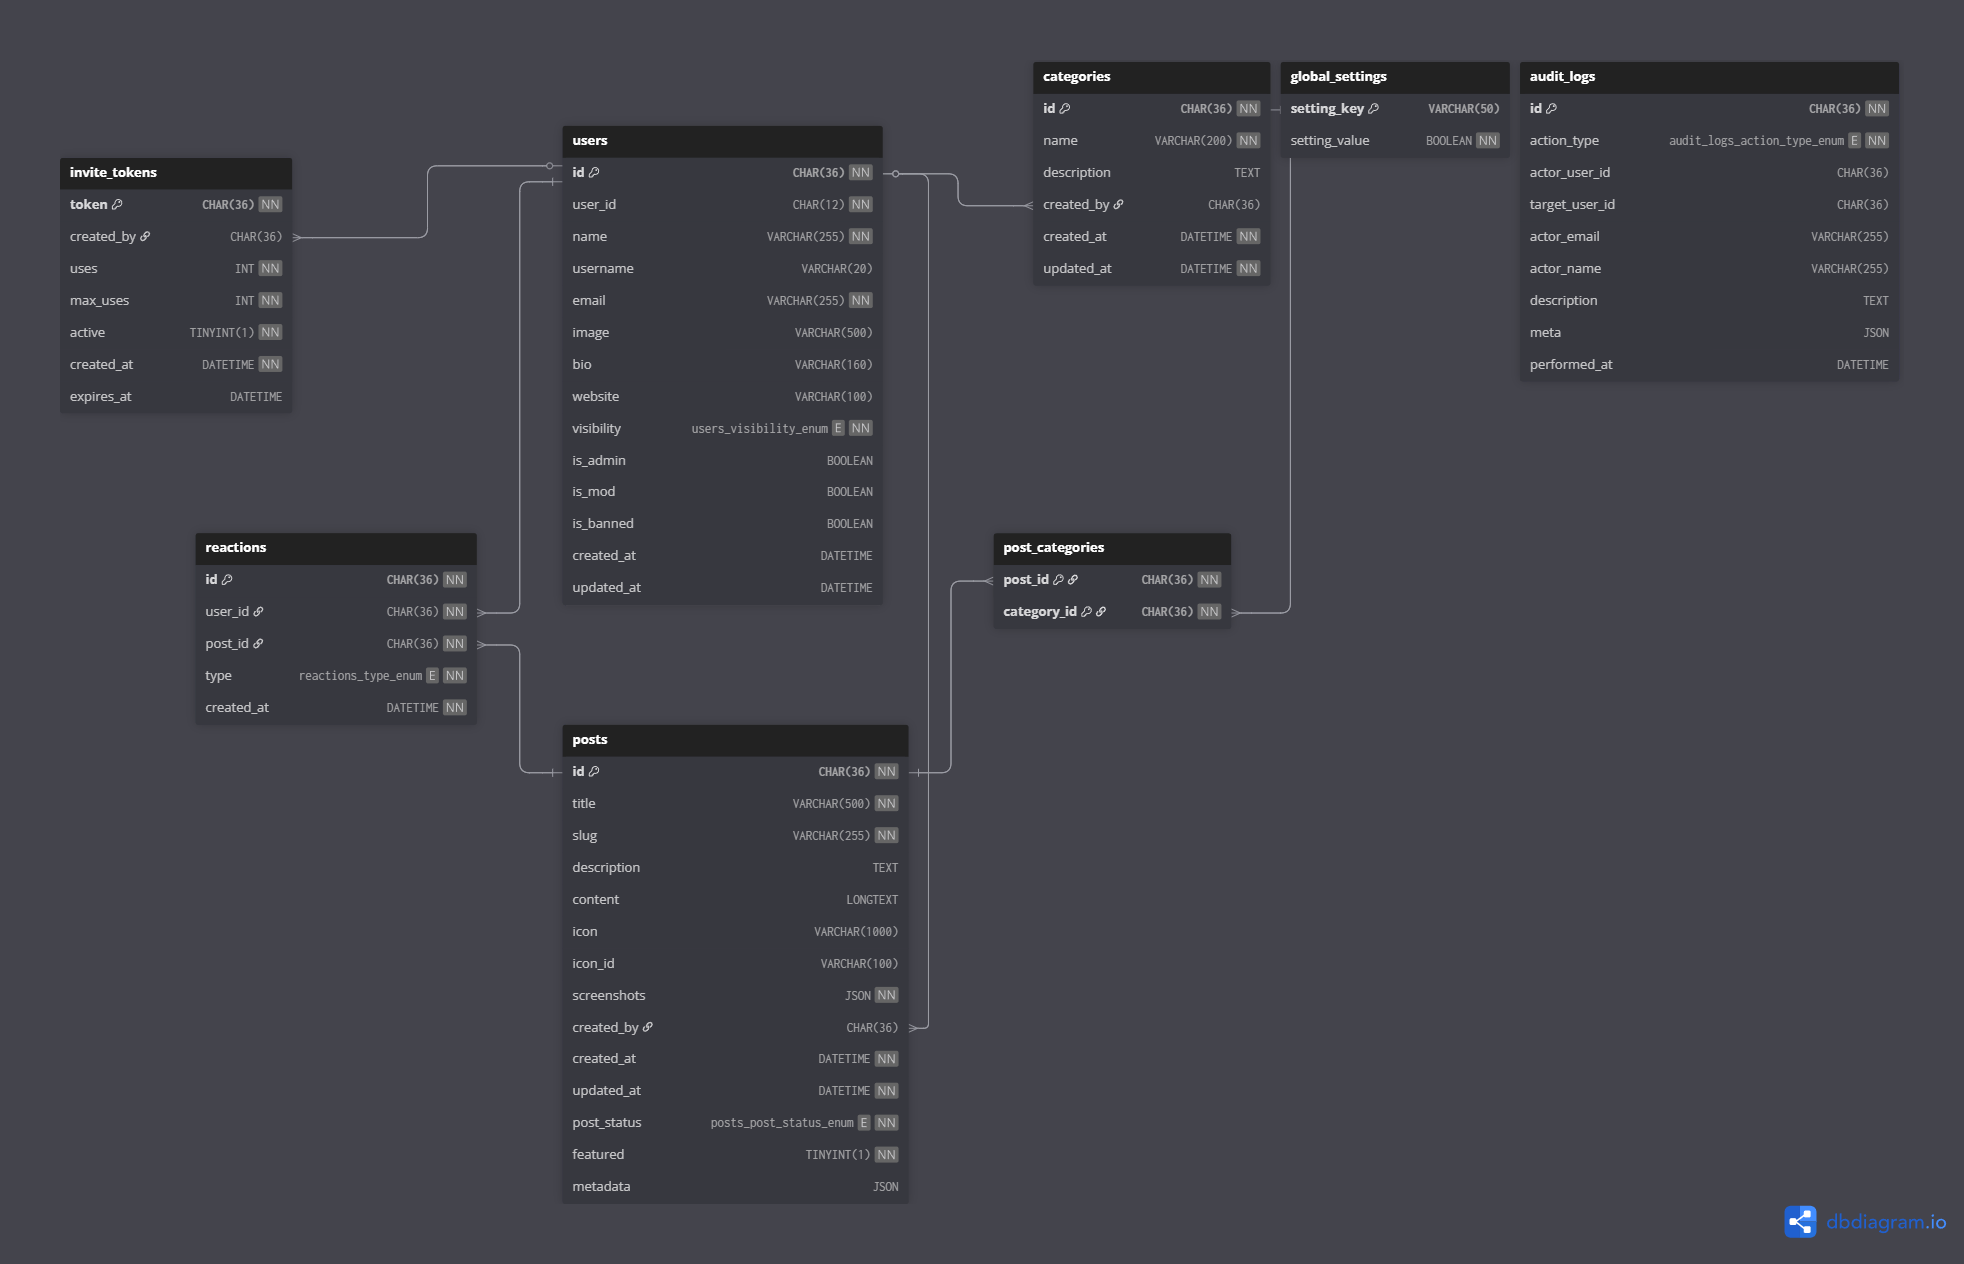 invite_tokens
token CHAR(36) NN
created_by CHAR(36)
uses INT NN
max_uses INT NN
active TINYINT(1) NN
created_at DATETIME NN
expires_at DATETIME
users
id CHAR(36) NN
user_id CHAR(12) NN
name VARCHAR(255) NN
username VARCHAR(20)
email VARCHAR(255) NN
image VARCHAR(500)
bio VARCHAR(160)
website VARCHAR(100)
visibility users_visibility_enum E NN
is_admin BOOLEAN
is_mod BOOLEAN
is_banned BOOLEAN
created_at DATETIME
updated_at DATETIME
categories
id CHAR(36) NN
name VARCHAR(200) NN
description TEXT
created_by CHAR(36)
created_at DATETIME NN
updated_at DATETIME NN
global_settings
setting_key VARCHAR(50)
setting_value BOOLEAN NN
audit_logs
id CHAR(36) NN
action_type audit_logs_action_type_enum E NN
actor_user_id CHAR(36)
target_user_id CHAR(36)
actor_email VARCHAR(255)
actor_name VARCHAR(255)
description TEXT
meta JSON
performed_at DATETIME
reactions
id CHAR(36) NN
user_id CHAR(36) NN
post_id CHAR(36) NN
type reactions_type_enum E NN
created_at DATETIME NN
post_categories
post_id CHAR(36) NN
category_id CHAR(36) NN
posts
id CHAR(36) NN
title VARCHAR(500) NN
slug VARCHAR(255) NN
description TEXT
content LONGTEXT
icon VARCHAR(1000)
icon_id VARCHAR(100)
screenshots JSON NN
created_by CHAR(36)
created_at DATETIME NN
updated_at DATETIME NN
post_status posts_post_status_enum E NN
featured TINYINT(1) NN
metadata JSON
dbdiagram.io